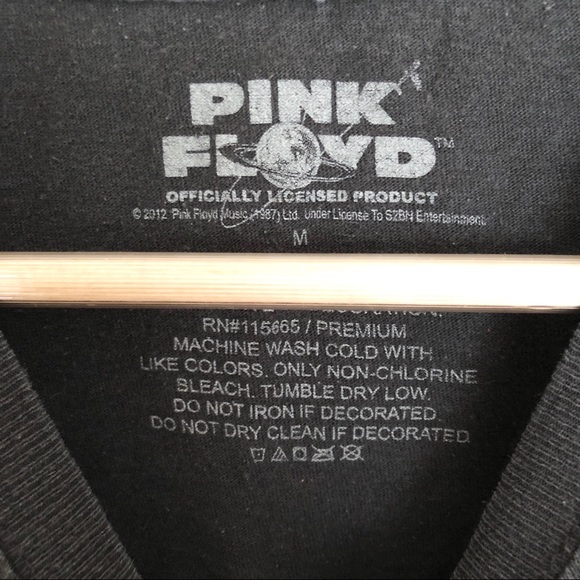 PINK
FLOYD™
OFFICIALLY LICENSED PRODUCT
© 2012 Pink Floyd Music (1987) Ltd. Under License To S2BN Entertainment.
M
RN#115665 / PREMIUM
MACHINE WASH COLD WITH
LIKE COLORS. ONLY NON-CHLORINE
BLEACH. TUMBLE DRY LOW.
DO NOT IRON IF DECORATED.
DO NOT DRY CLEAN IF DECORATED